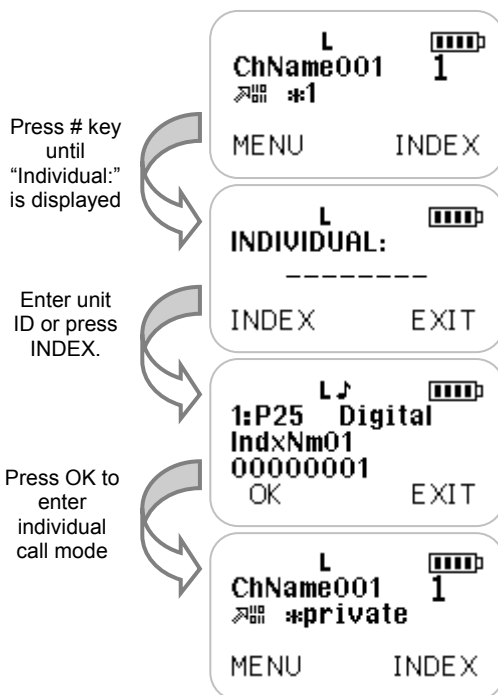 L
ChName001 1
*1
MENU INDEX
Press # key
until
“Individual:”
is displayed
L
INDIVIDUAL:
--------
INDEX EXIT
Enter unit
ID or press
INDEX.
L♪
1:P25 Digital
IndxNm01
00000001
OK EXIT
Press OK to
enter
individual
call mode
L
ChName001 1
*private
MENU INDEX